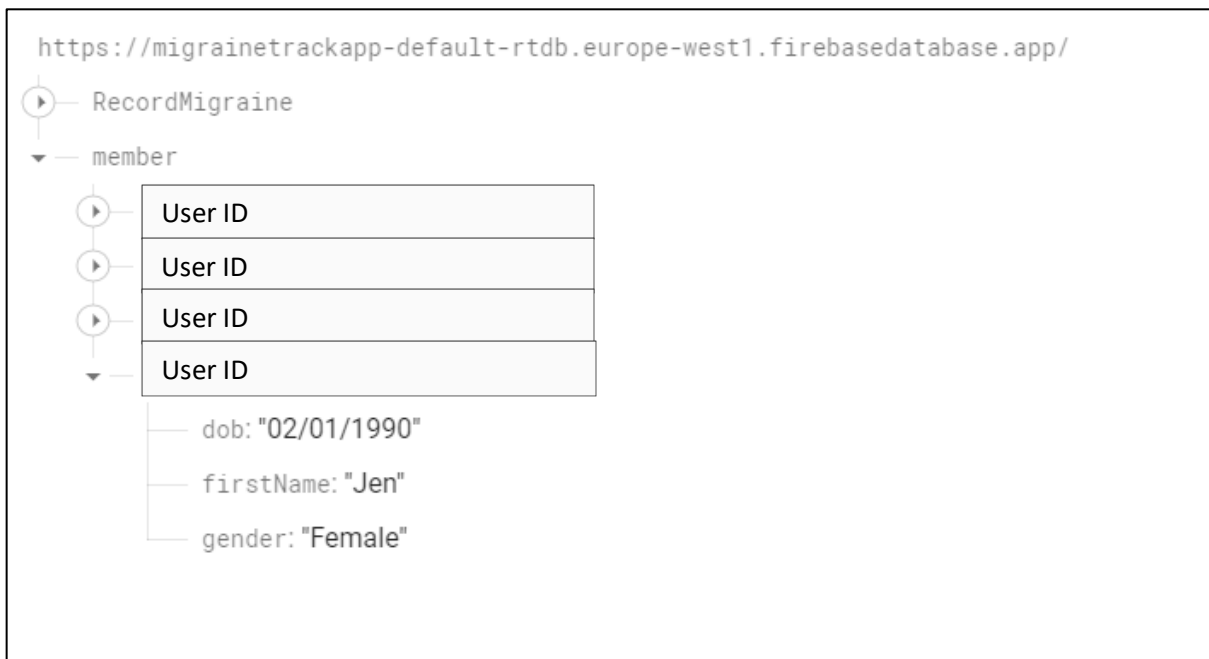 https://migrainetrackapp-default-rtdb.europe-west1.firebasedatabase.app/
RecordMigraine
member
User ID
User ID
User ID
User ID
dob: "02/01/1990"
firstName: "Jen"
gender: "Female"